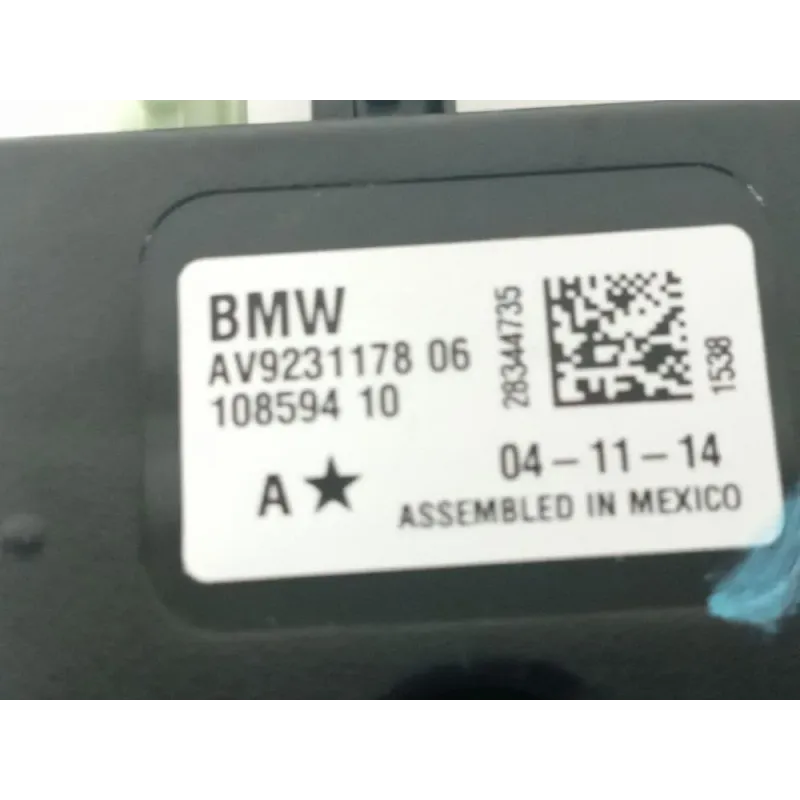 BMW
AV9231178 06
108594 10
28344735
1538
A★
04-11-14
ASSEMBLED IN MEXICO